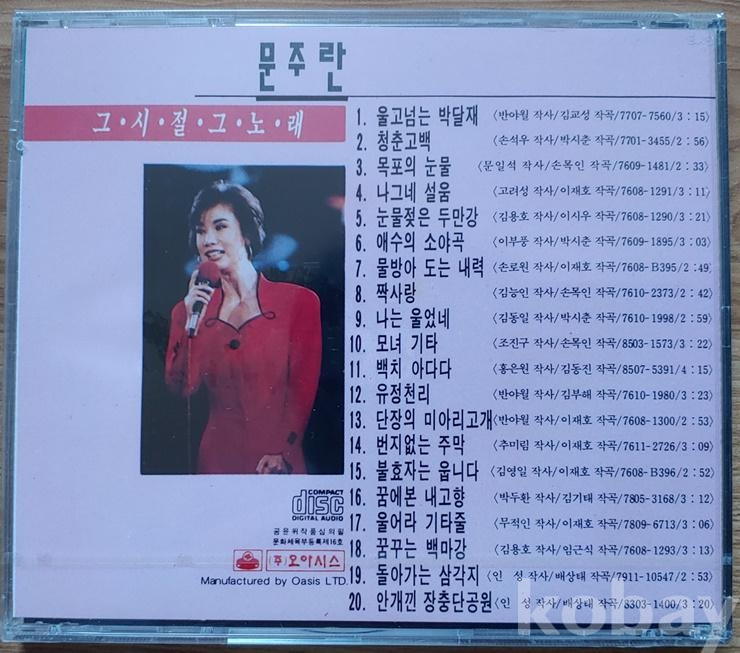 문주란
그·시·절·그·노·래
1. 울고넘는 박달재 〈반야월 작사/김교성 작곡/7707-7560/3 : 15〉
2. 청춘고백 〈손석우 작사/박시춘 작곡/7701-3455/2 : 56〉
3. 목포의 눈물 〈문일석 작사/손목인 작곡/7609-1481/2 : 33〉
4. 나그네 설움 〈고려성 작사/이재호 작곡/7608-1291/3 : 11〉
5. 눈물젖은 두만강 〈김용호 작사/이시우 작곡/7608-1290/3 : 21〉
6. 애수의 소야곡 〈이부풍 작사/박시춘 작곡/7609-1895/3 : 03〉
7. 물방아 도는 내력 〈손로원 작사/이재호 작곡/7608-B395/2 : 49〉
8. 짝사랑 〈김능인 작사/손목인 작곡/7610-2373/2 : 42〉
9. 나는 울었네 〈김동일 작사/박시춘 작곡/7610-1998/2 : 59〉
10. 모녀 기타 〈조진구 작사/손목인 작곡/8503-1573/3 : 22〉
11. 백치 아다다 〈홍은원 작사/김동진 작곡/8507-5391/4 : 15〉
12. 유정천리 〈반야월 작사/김부해 작곡/7610-1980/3 : 23〉
13. 단장의 미아리고개 〈반야월 작사/이재호 작곡/7608-1300/2 : 53〉
14. 번지없는 주막 〈추미림 작사/이재호 작곡/7611-2726/3 : 09〉
15. 불효자는 웁니다 〈김영일 작사/이재호 작곡/7608-B396/2 : 52〉
16. 꿈에본 내고향 〈박두환 작사/김기태 작곡/7805-3168/3 : 12〉
17. 울어라 기타줄 〈무적인 작사/이재호 작곡/7809-6713/3 : 06〉
18. 꿈꾸는 백마강 〈김용호 작사/임근식 작곡/7608-1293/3 : 13〉
19. 돌아가는 삼각지 〈인 성 작사/배상태 작곡/7911-10547/2 : 53〉
20. 안개낀 장충단공원 〈인 성 작사/배상태 작곡/8303-1400/3 : 20〉
COMPACT
disc
DIGITAL AUDIO
공윤위작품심의필
문화체육부등록제16호
(주)오아시스
Manufactured by Oasis LTD.
kobay